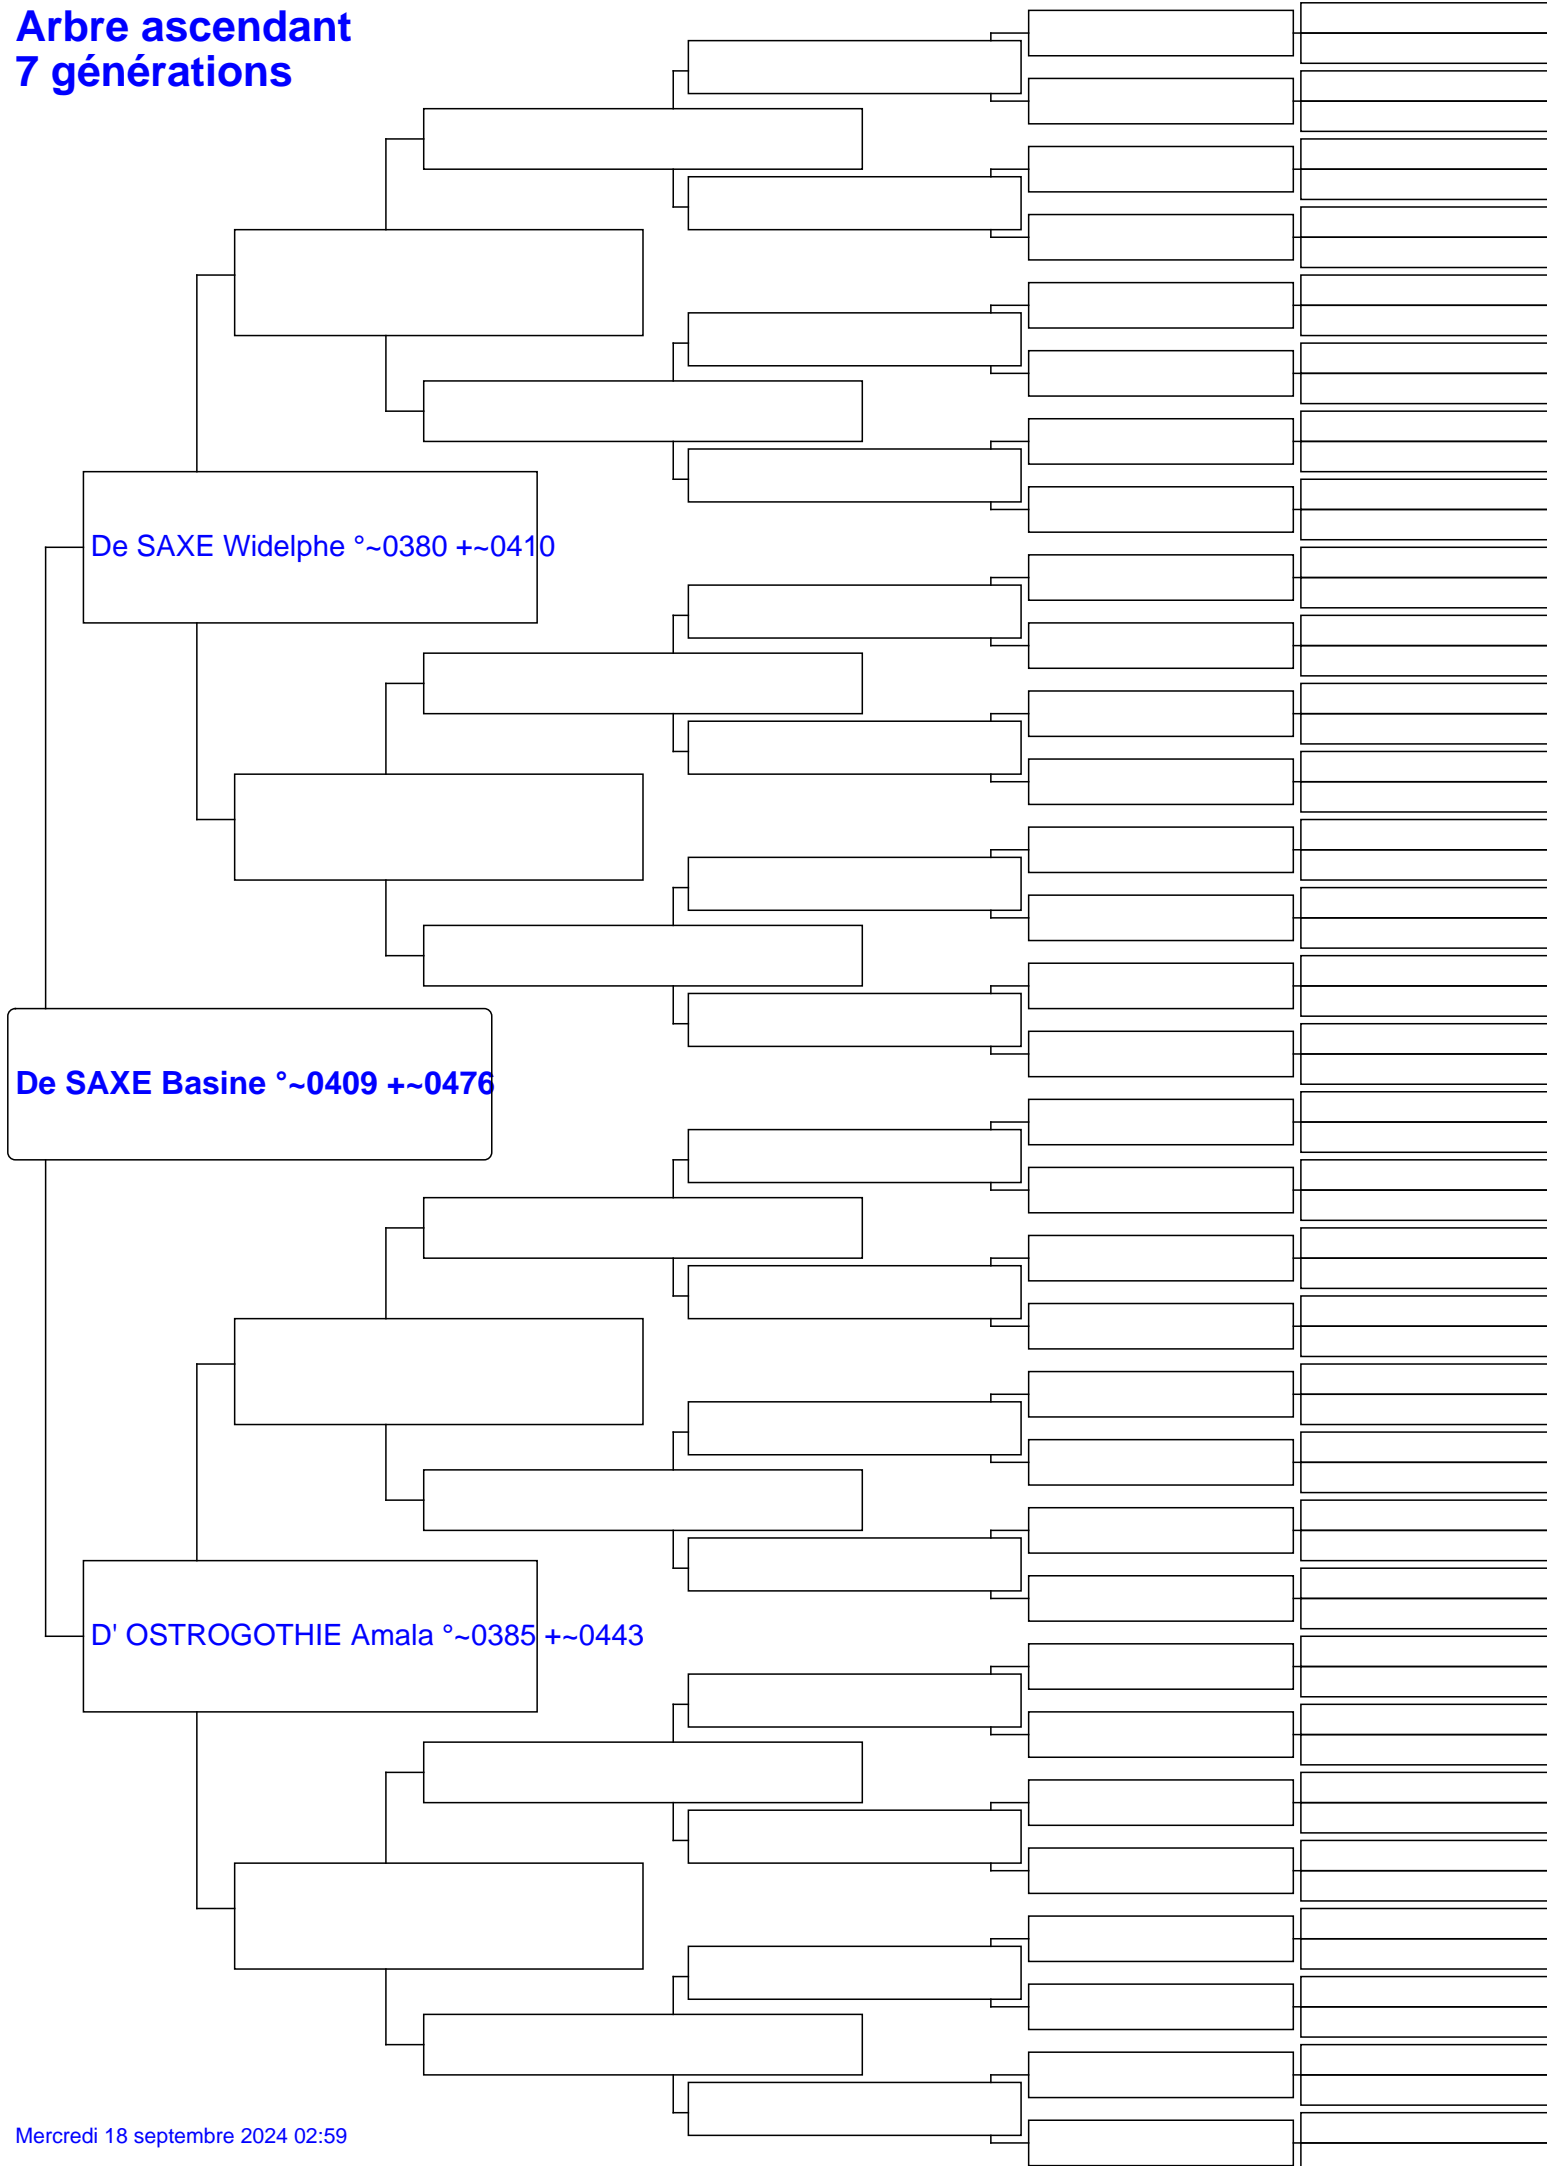 Arbre ascendant
7 générations
De SAXE Widelphe °~0380 +~0410
De SAXE Basine °~0409 +~0476
D' OSTROGOTHIE Amala °~0385 +~0443
Mercredi 18 septembre 2024 02:59